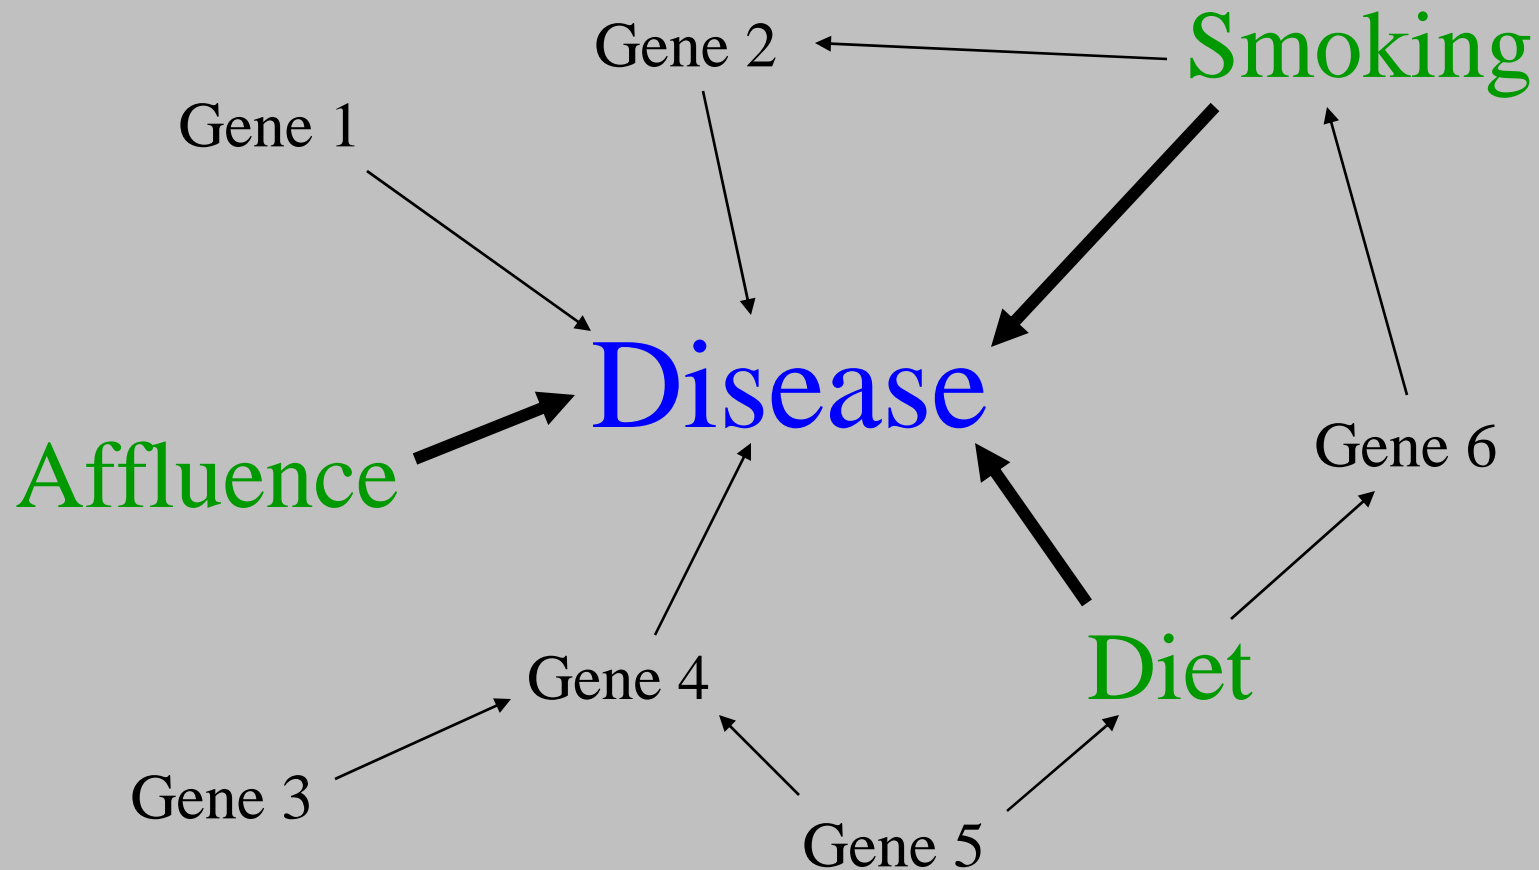 Smoking
Gene 2
Gene 1
Disease
Affluence
Gene 6
Gene 4
Diet
Gene 3
Gene 5